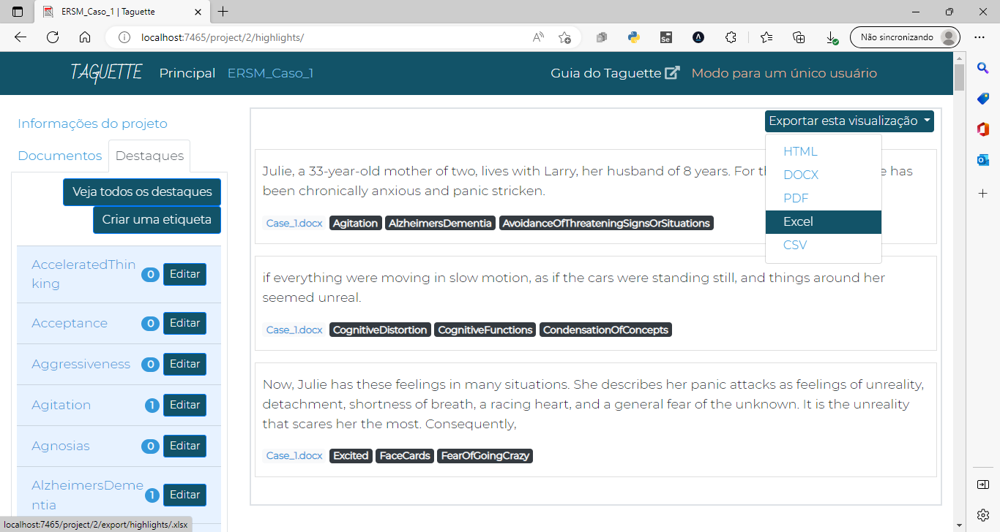 ERSM_Caso_1 | Taguette
localhost:7465/project/2/highlights/
Não sincronizando
TAGUETTE Principal ERSM_Caso_1 Guia do Taguette Modo para um único usuário
Informações do projeto
Documentos Destaques
Veja todos os destaques
Criar uma etiqueta
AcceleratedThin
king
0 Editar
Acceptance 0 Editar
Aggressiveness 0 Editar
Agitation 1 Editar
Agnosias 0 Editar
AlzheimersDeme
ntia
1 Editar
localhost:7465/project/2/export/highlights/.xlsx
Exportar esta visualização
HTML
DOCX
PDF
Excel
CSV
Julie, a 33-year-old mother of two, lives with Larry, her husband of 8 years. For th e has
been chronically anxious and panic stricken.
Case_1.docx Agitation AlzheimersDementia AvoidanceOfThreateningSignsOrSituations
if everything were moving in slow motion, as if the cars were standing still, and things around her
seemed unreal.
Case_1.docx CognitiveDistortion CognitiveFunctions CondensationOfConcepts
Now, Julie has these feelings in many situations. She describes her panic attacks as feelings of unreality,
detachment, shortness of breath, a racing heart, and a general fear of the unknown. It is the unreality
that scares her the most. Consequently,
Case_1.docx Excited FaceCards FearOfGoingCrazy